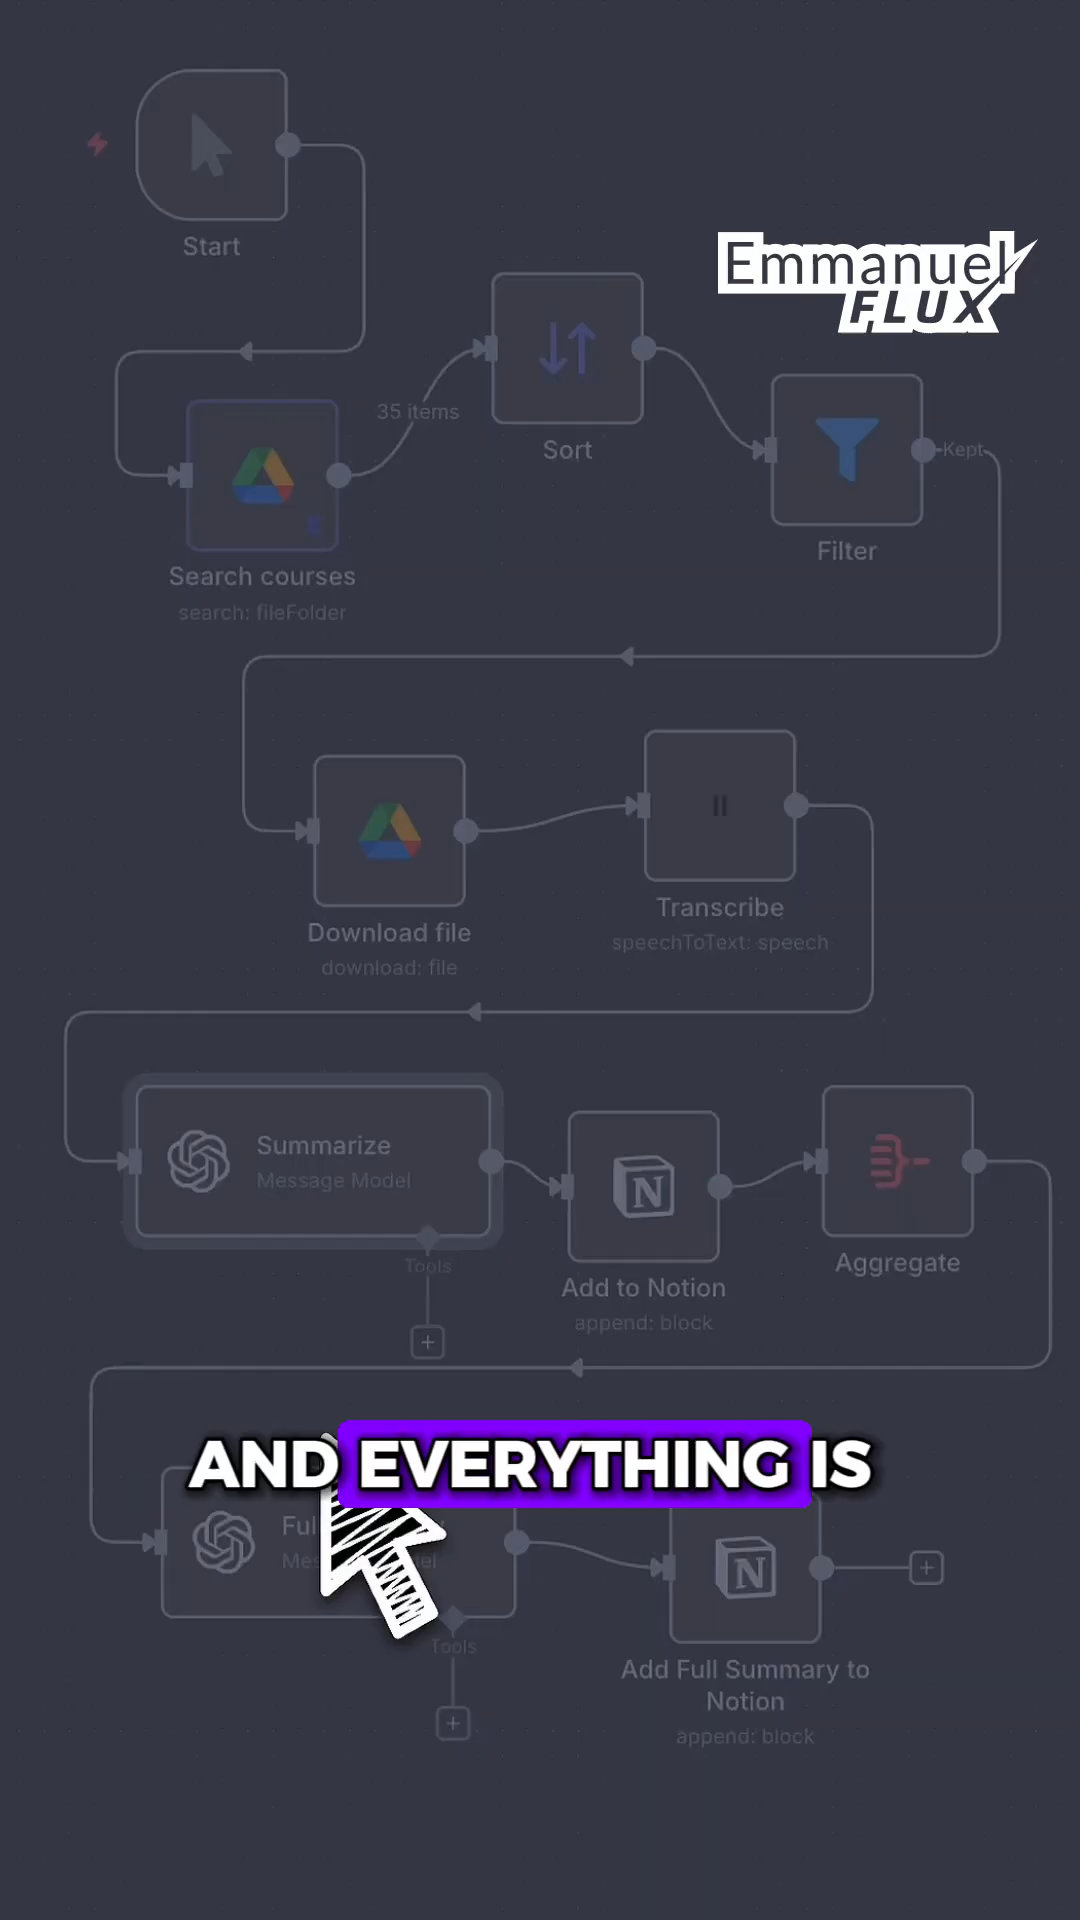 Start
Emmanuel
FLUX
35 items
Sort
Kept
Filter
Search courses
search: fileFolder
Download file
download: file
Transcribe
speechToText: speech
Summarize
Message Model
Tools
Add to Notion
append: block
Aggregate
AND EVERYTHING IS
Tools
Add Full Summary to
Notion
append: block